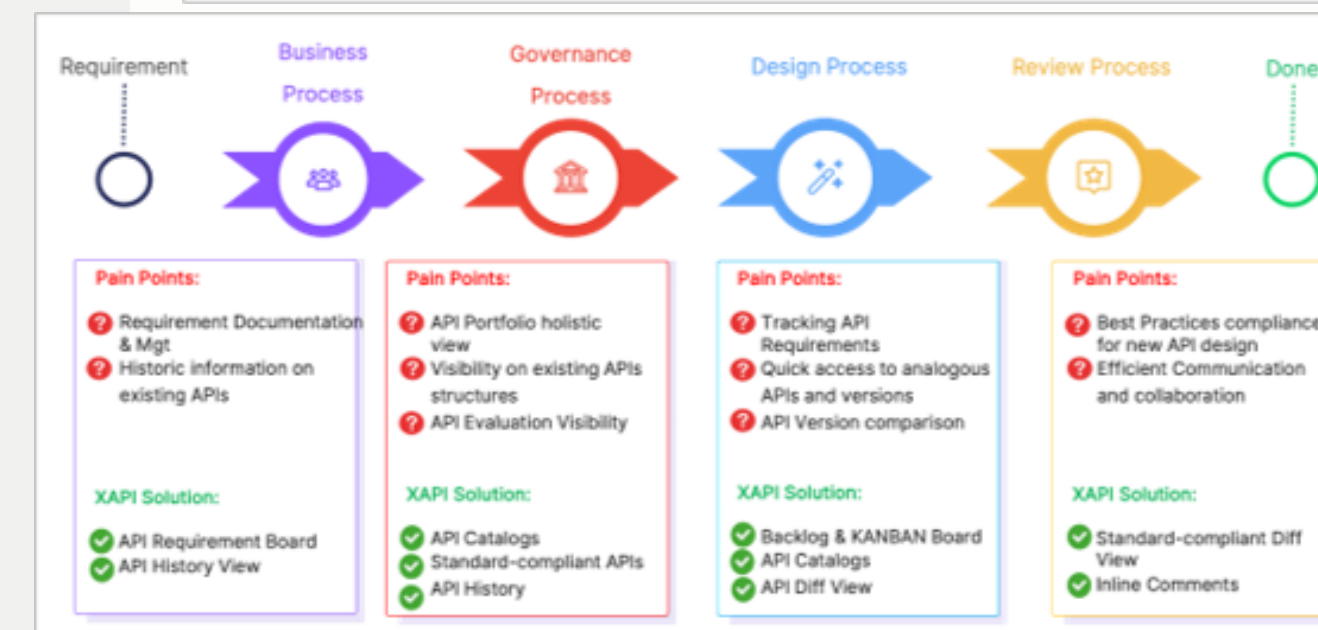 Requirement
Business
Process
Governance
Process
Design Process
Review Process
Done
Pain Points:
Requirement Documentation
& Mgt
Historic information on
existing APIs
XAPI Solution:
API Requirement Board
API History View
Pain Points:
API Portfolio holistic
view
Visibility on existing APIs
structures
API Evaluation Visibility
XAPI Solution:
API Catalogs
Standard-compliant APIs
API History
Pain Points:
Tracking API
Requirements
Quick access to analogous
APIs and versions
API Version comparison
XAPI Solution:
Backlog & KANBAN Board
API Catalogs
API Diff View
Pain Points:
Best Practices compliance
for new API design
Efficient Communication
and collaboration
XAPI Solution:
Standard-compliant Diff
View
Inline Comments